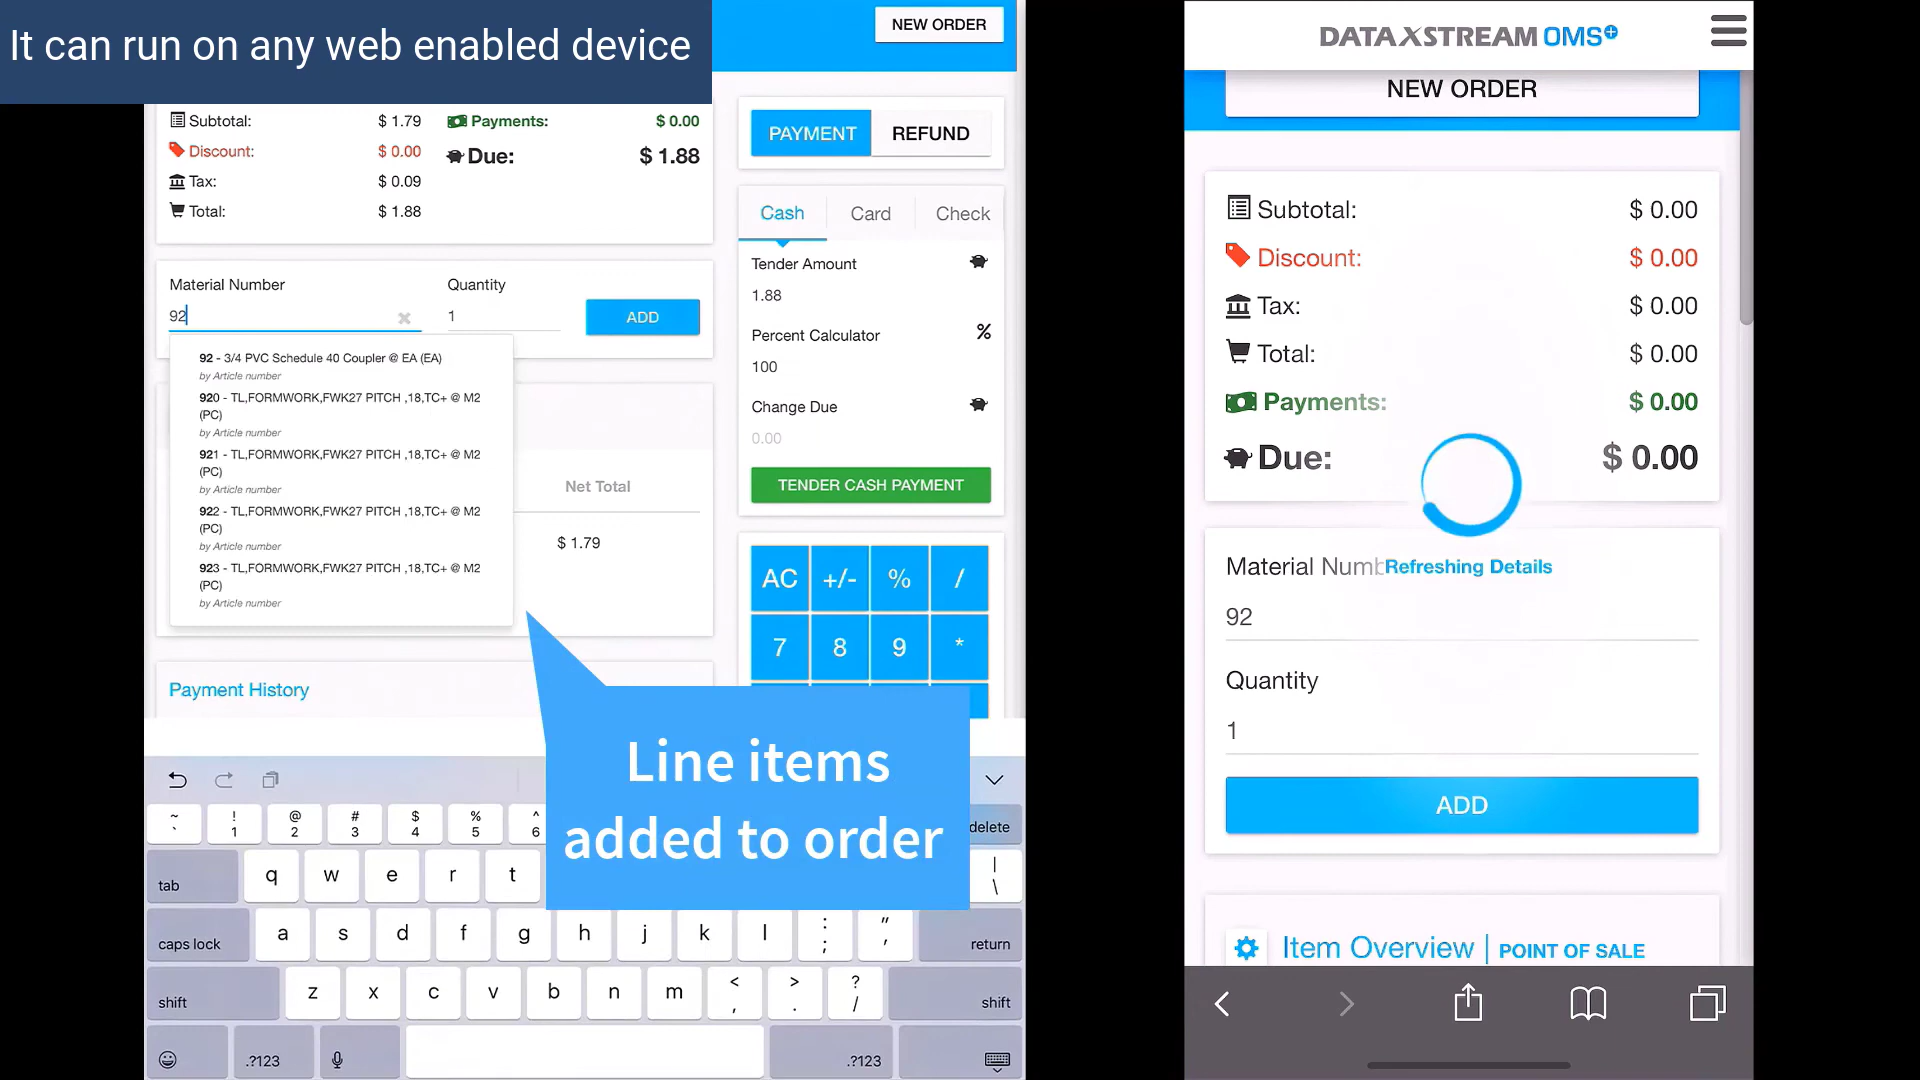 It can run on any web enabled device
NEW ORDER
Subtotal: $ 1.79 Payments: $ 0.00
Discount: $ 0.00 Due: $ 1.88
Tax: $ 0.09
Total: $ 1.88
Material Number Quantity
92 1 ADD
92 - 3/4 PVC Schedule 40 Coupler @ EA (EA)
by Article number
920 - TL,FORMWORK,FWK27 PITCH ,18,TC+ @ M2
(PC)
by Article number
921 - TL,FORMWORK,FWK27 PITCH ,18,TC+ @ M2
(PC)
by Article number
922 - TL,FORMWORK,FWK27 PITCH ,18,TC+ @ M2
(PC)
by Article number
923 - TL,FORMWORK,FWK27 PITCH ,18,TC+ @ M2
(PC)
by Article number
Net Total
$ 1.79
Payment History
PAYMENT REFUND
Cash Card Check
Tender Amount
1.88
Percent Calculator %
100
Change Due
0.00
TENDER CASH PAYMENT
AC +/- % /
7 8 9 *
Line items
added to order
~ ! @ # $ % ^
` 1 2 3 4 5 6 delete
tab q w e r t | \
caps lock a s d f g h j k l : ; " ' return
shift z x c v b n m < , > . ? / shift
.?123 .?123
DATAXSTREAM OMS+
NEW ORDER
Subtotal: $ 0.00
Discount: $ 0.00
Tax: $ 0.00
Total: $ 0.00
Payments: $ 0.00
Due: $ 0.00
Material Numb
Refreshing Details
92
Quantity
1
ADD
Item Overview | POINT OF SALE